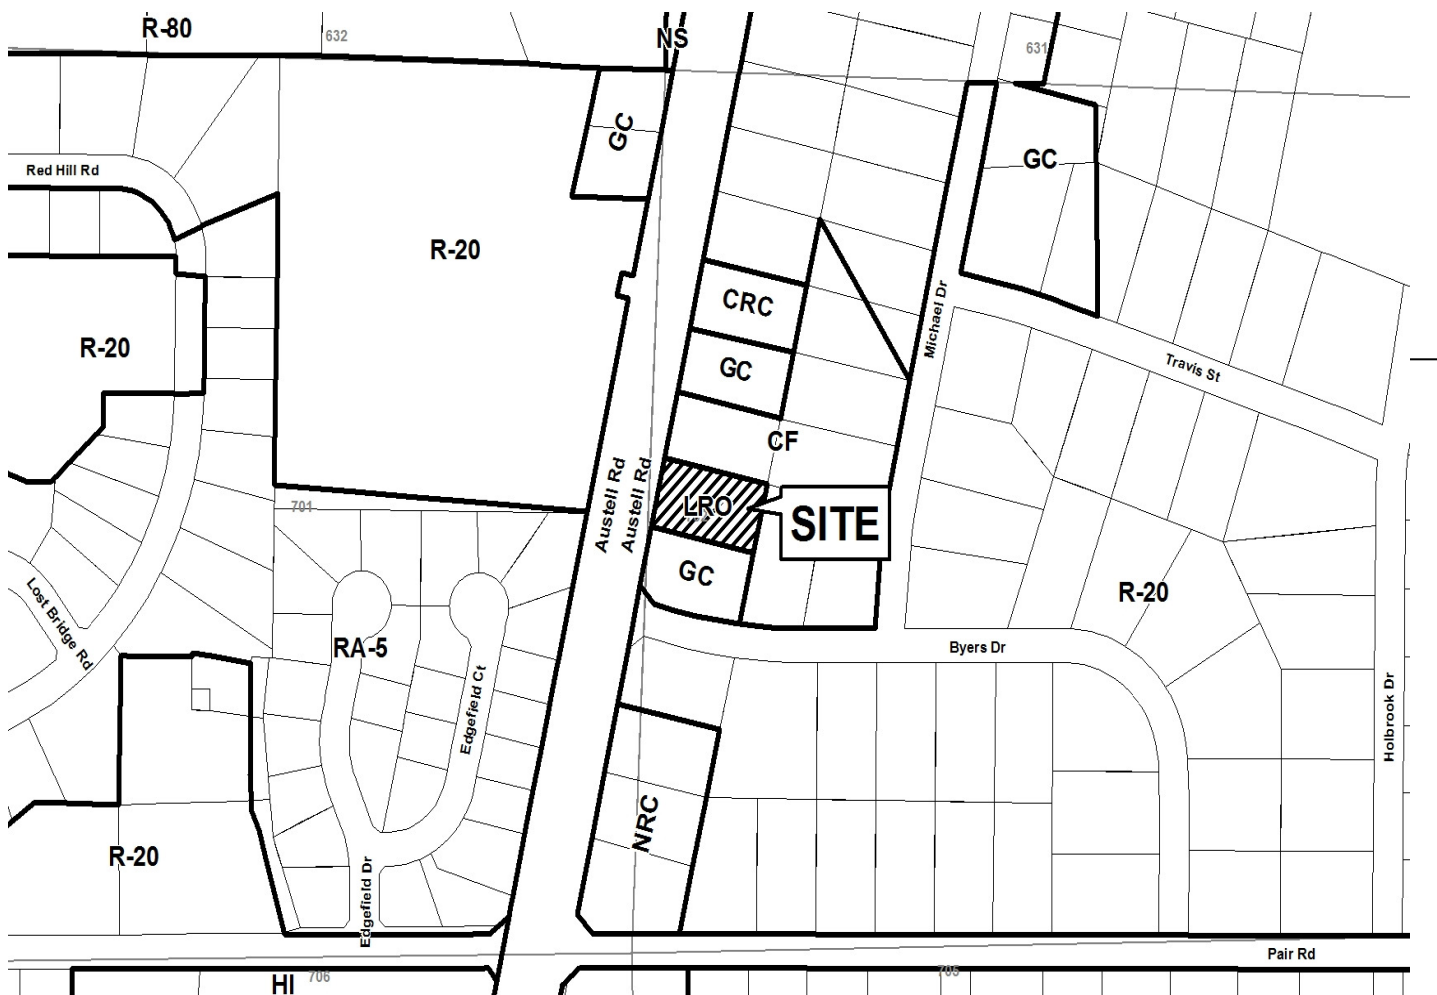 R-80
632
NS
631
GC
GC
Red Hill Rd
R-20
CRC
Michael Dr
R-20
GC
Travis St
CF
Austell Rd
Austell Rd
701
LRO
SITE
GC
R-20
Lost Bridge Rd
RA-5
Byers Dr
Edgefield Ct
Holbrook Dr
NRC
R-20
Edgefield Dr
Pair Rd
HI
706
705